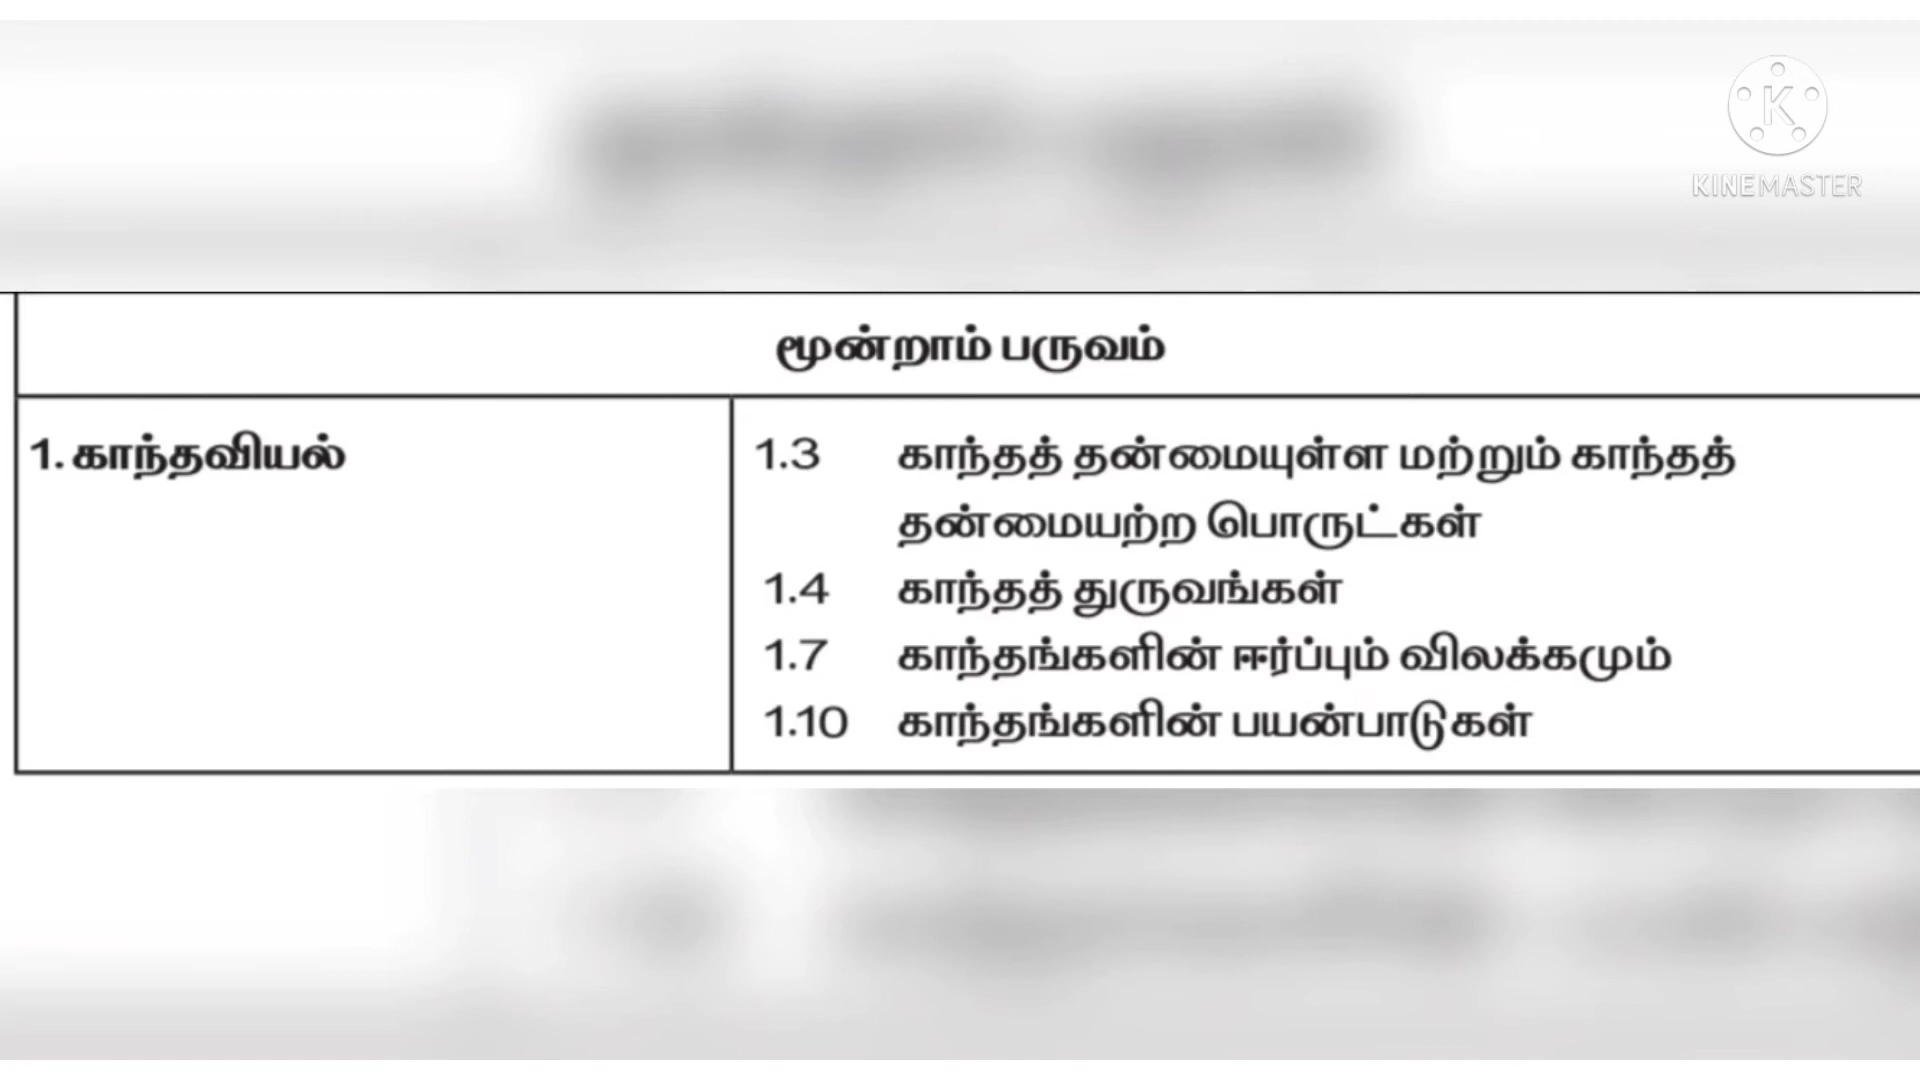 K
KINEMASTER
மூன்றாம் பருவம்
1. காந்தவியல்
1.3 காந்தத் தன்மையுள்ள மற்றும் காந்தத்
தன்மையற்ற பொருட்கள்
1.4 காந்தத் துருவங்கள்
1.7 காந்தங்களின் ஈர்ப்பும் விலக்கமும்
1.10 காந்தங்களின் பயன்பாடுகள்